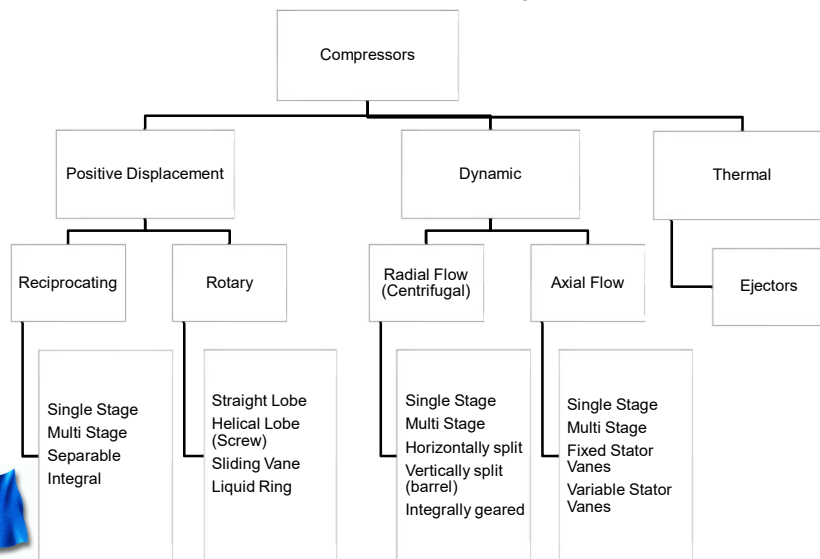 Compressors
Positive Displacement
Dynamic
Thermal
Reciprocating
Rotary
Radial Flow
(Centrifugal)
Axial Flow
Ejectors
Single Stage
Multi Stage
Separable
Integral
Straight Lobe
Helical Lobe
(Screw)
Sliding Vane
Liquid Ring
Single Stage
Multi Stage
Horizontally split
Vertically split
(barrel)
Integrally geared
Single Stage
Multi Stage
Fixed Stator
Vanes
Variable Stator
Vanes